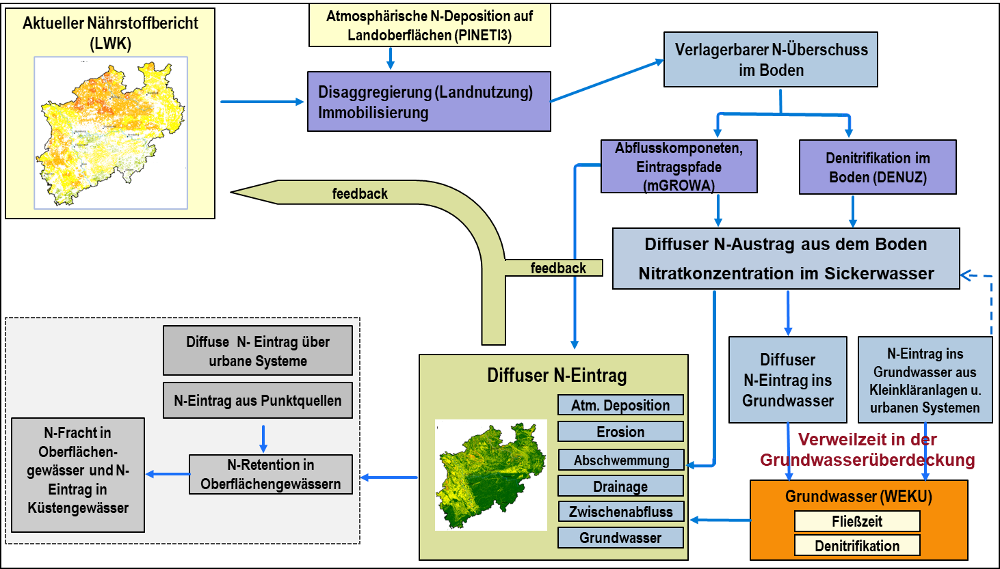 Aktueller Nährstoffbericht
(LWK)
Atmosphärische N-Deposition auf
Landoberflächen (PINETI3)
Disaggregierung (Landnutzung)
Immobilisierung
Verlagerbarer N-Überschuss
im Boden
Abflusskomponeten,
Eintragspfade
(mGROWA)
Denitrifikation im
Boden (DENUZ)
feedback
feedback
Diffuser N-Austrag aus dem Boden
Nitratkonzentration im Sickerwasser
Diffuse N- Eintrag über
urbane Systeme
N-Eintrag aus Punktquellen
N-Fracht in
Oberflächen-
gewässer und N-
Eintrag in
Küstengewässer
N-Retention in
Oberflächengewässern
Diffuser N-Eintrag
Atm. Deposition
Erosion
Abschwemmung
Drainage
Zwischenabfluss
Grundwasser
Diffuser
N-Eintrag ins
Grundwasser
N-Eintrag ins
Grundwasser aus
Kleinkläranlagen u.
urbanen Systemen
Verweilzeit in der
Grundwasserüberdeckung
Grundwasser (WEKU)
Fließzeit
Denitrifikation